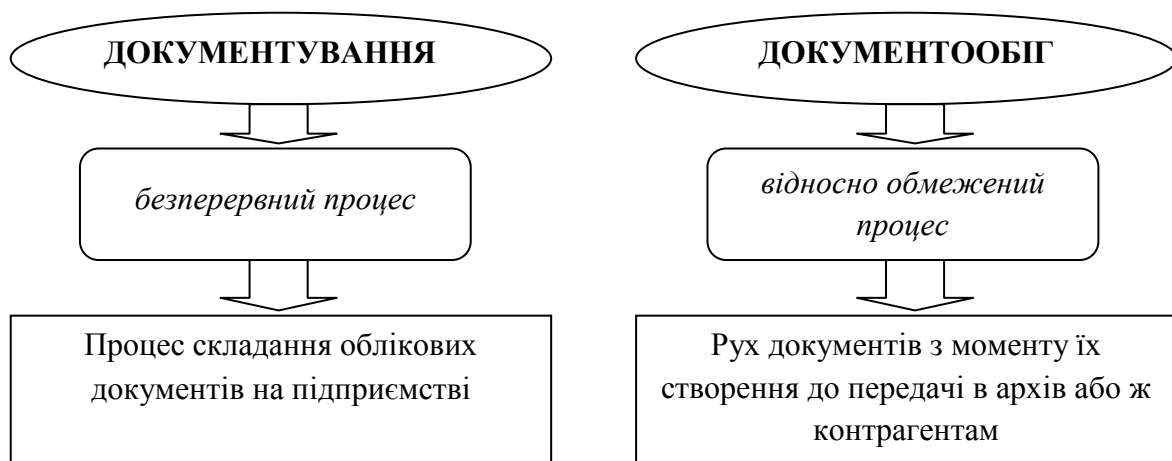 ДОКУМЕНТУВАННЯ
безперервний процес
Процес складання облікових
документів на підприємстві
ДОКУМЕНТООБІГ
відносно обмежений
процес
Рух документів з моменту їх
створення до передачі в архів або ж
контрагентам